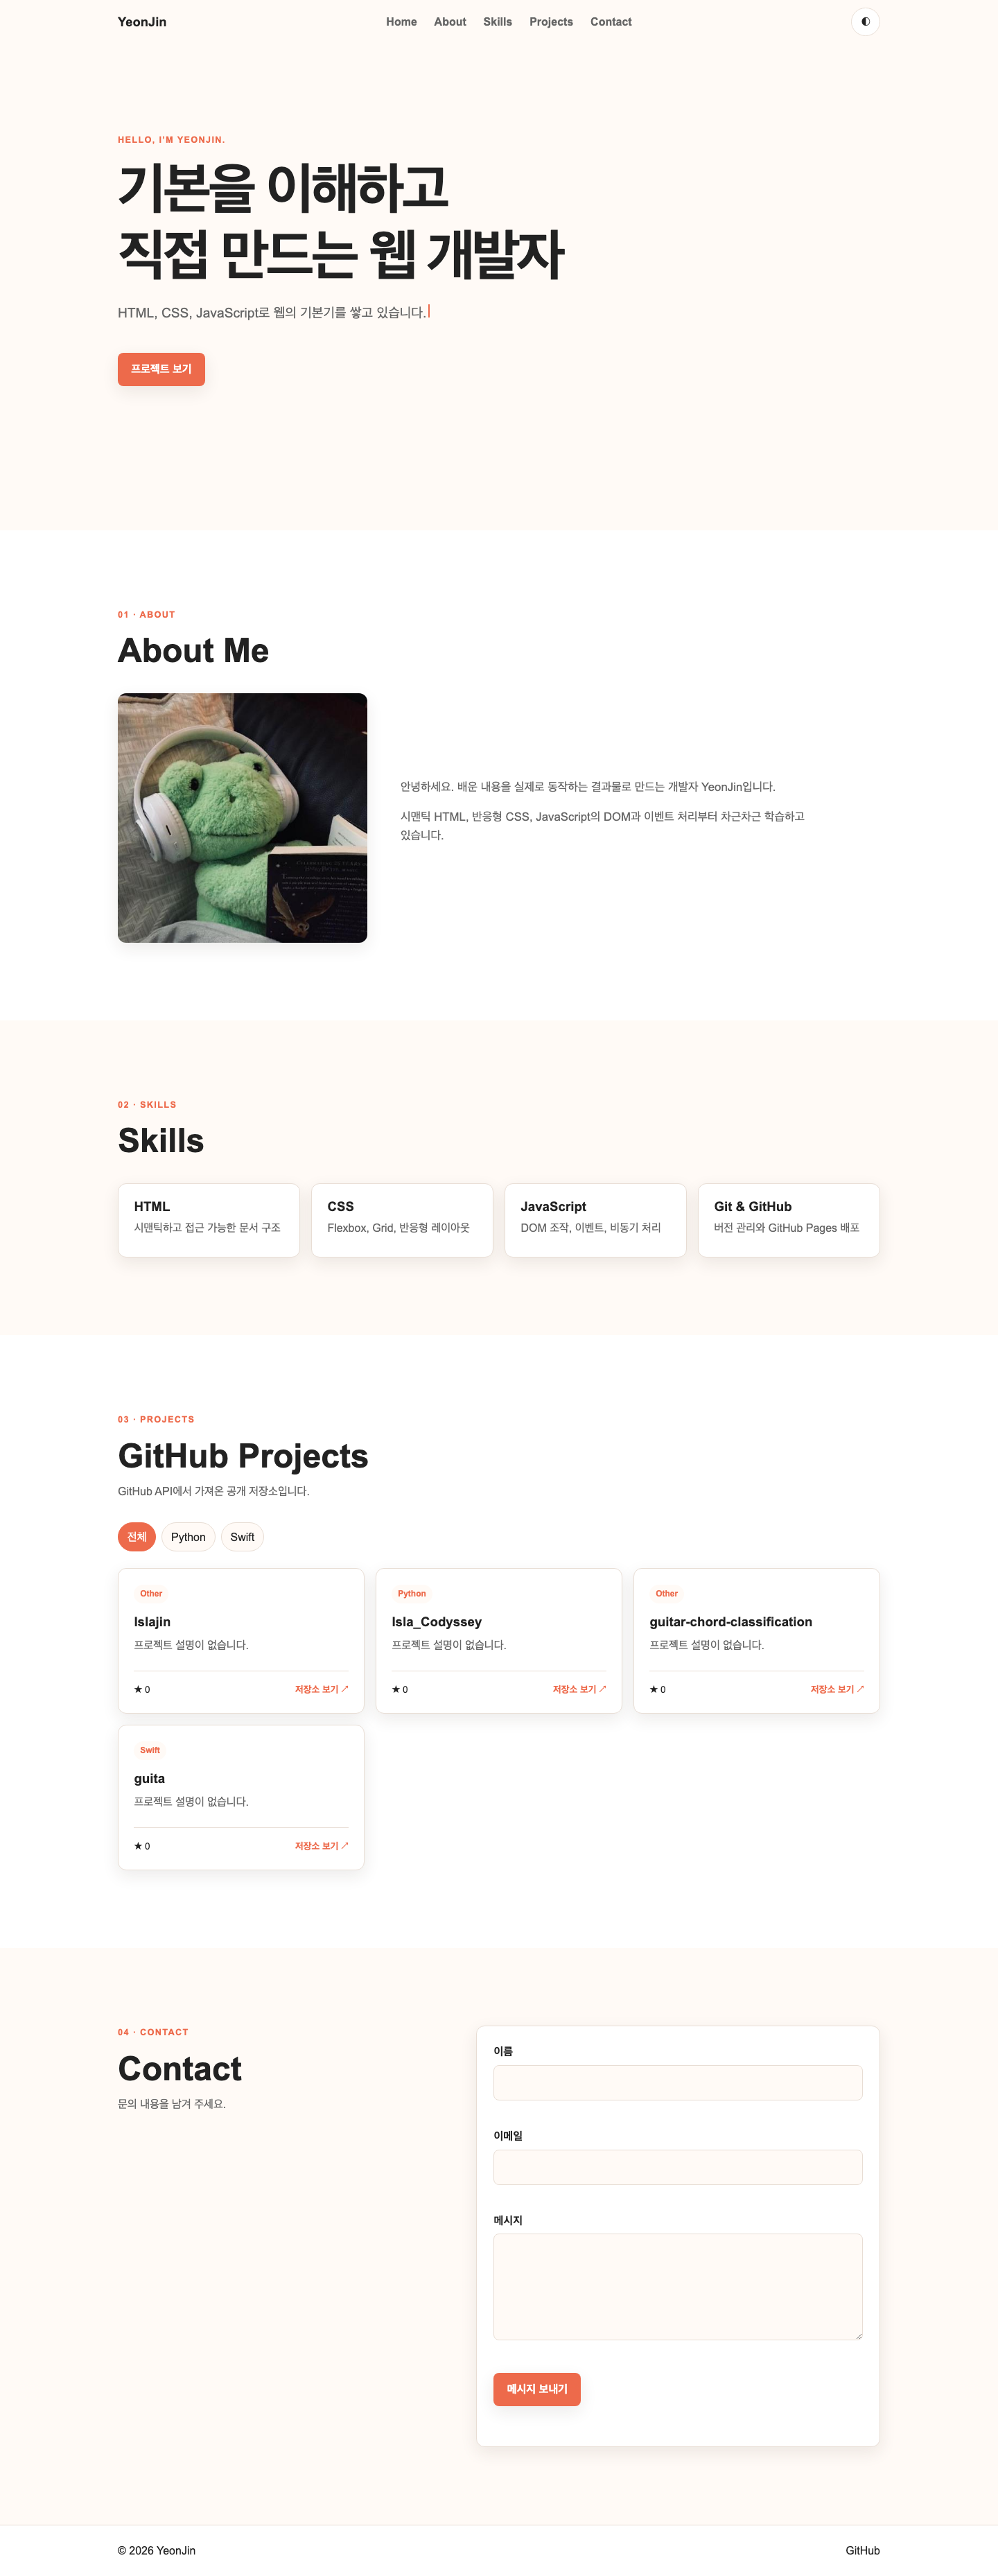 YeonJin
Home About Skills Projects Contact
HELLO, I'M YEONJIN.
기본을 이해하고
직접 만드는 웹 개발자
HTML, CSS, JavaScript로 웹의 기본기를 쌓고 있습니다.
프로젝트 보기
01 · ABOUT
About Me
안녕하세요. 배운 내용을 실제로 동작하는 결과물로 만드는 개발자 YeonJin입니다.
시맨틱 HTML, 반응형 CSS, JavaScript의 DOM과 이벤트 처리부터 차근차근 학습하고
있습니다.
02 · SKILLS
Skills
HTML
시맨틱하고 접근 가능한 문서 구조
CSS
Flexbox, Grid, 반응형 레이아웃
JavaScript
DOM 조작, 이벤트, 비동기 처리
Git & GitHub
버전 관리와 GitHub Pages 배포
03 · PROJECTS
GitHub Projects
GitHub API에서 가져온 공개 저장소입니다.
전체 Python Swift
Other
Islajin
프로젝트 설명이 없습니다.
★ 0 저장소 보기 ↗
Python
Isla_Codyssey
프로젝트 설명이 없습니다.
★ 0 저장소 보기 ↗
Other
guitar-chord-classification
프로젝트 설명이 없습니다.
★ 0 저장소 보기 ↗
Swift
guita
프로젝트 설명이 없습니다.
★ 0 저장소 보기 ↗
04 · CONTACT
Contact
문의 내용을 남겨 주세요.
이름
이메일
메시지
메시지 보내기
© 2026 YeonJin
GitHub